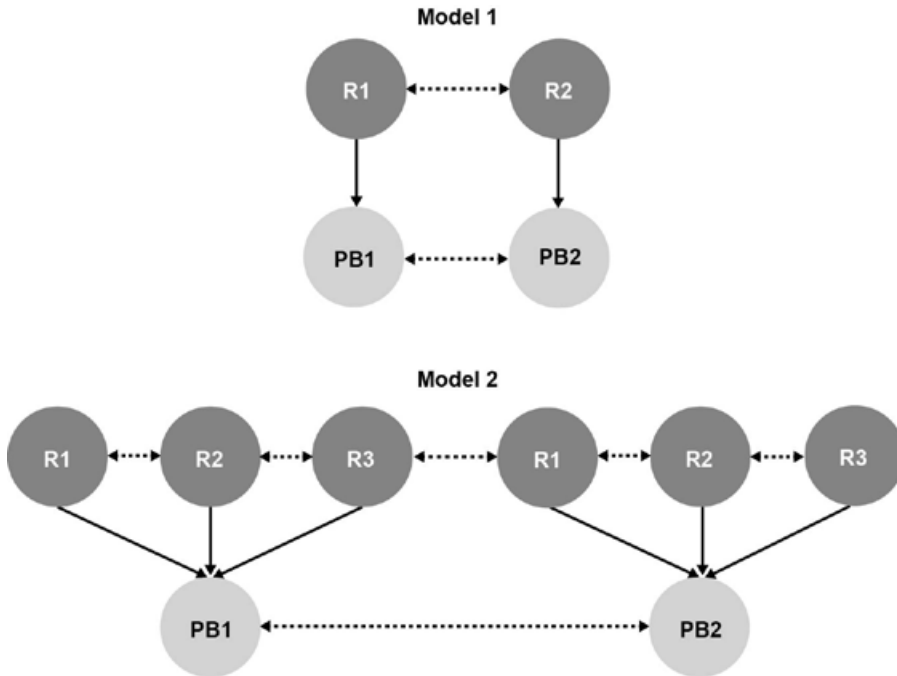 Model 1
R1 R2
PB1 PB2
Model 2
R1 R2 R3 R1 R2 R3
PB1 PB2